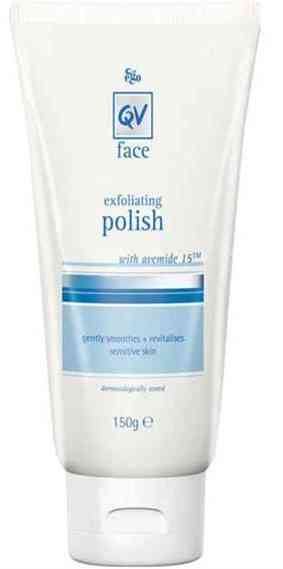 Ego
QV
face
exfoliating
polish
with avemide 15™
gently smoothes + revitalises
sensitive skin
dermatologically tested
150g ℮